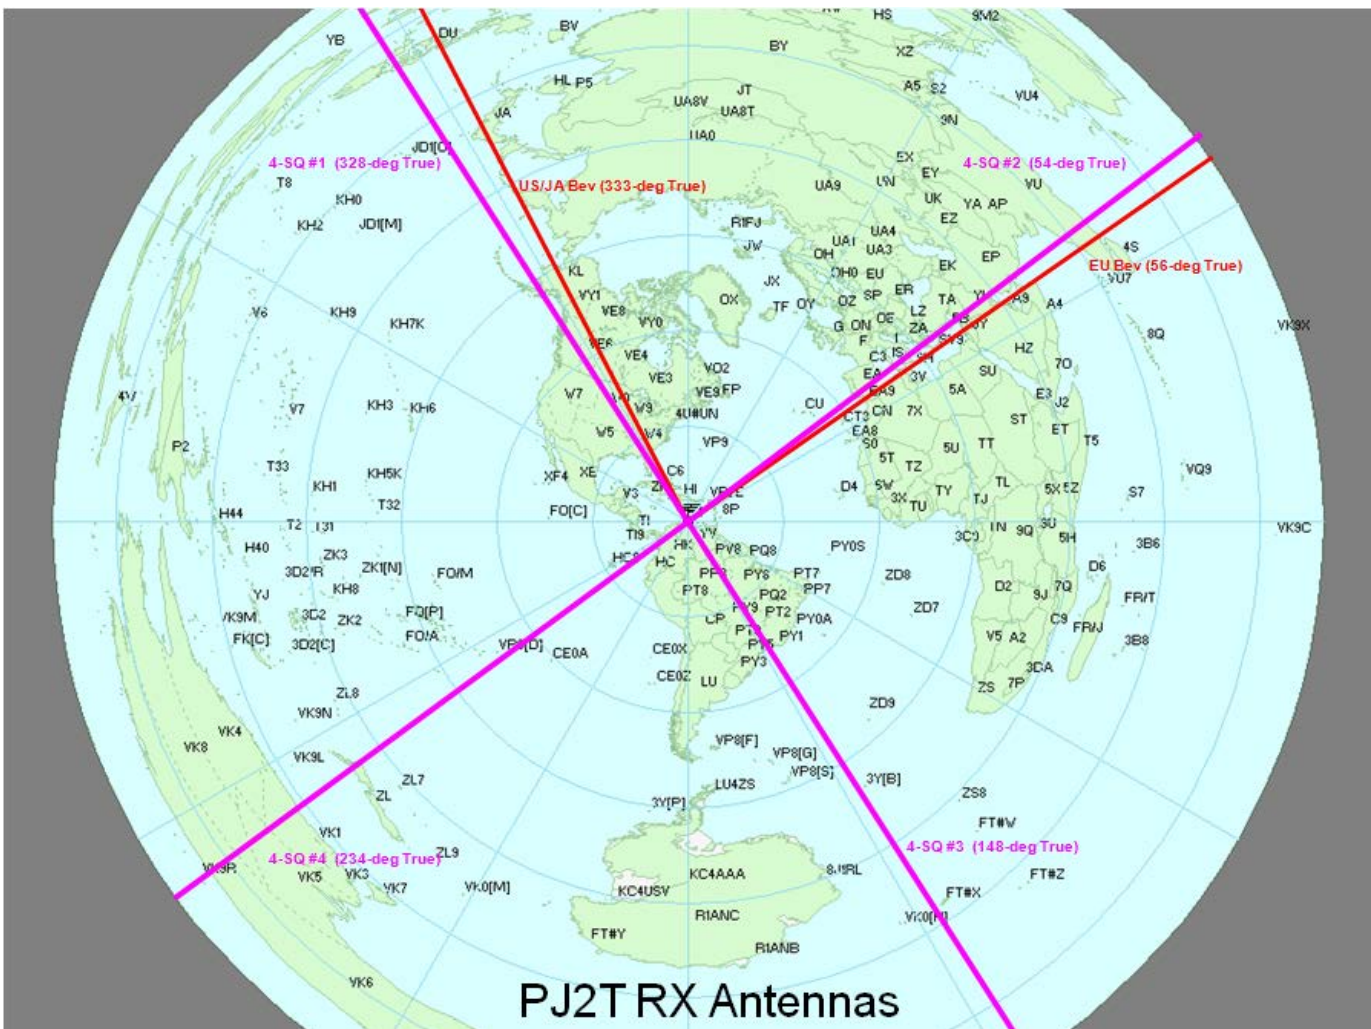 HS
9M2
DU
BV
YB
BY
XZ
HL P5
JT
A5 S2
VU4
UA8V
UA8T
JA
9N
UA0
JD1[O]
EX
4-SQ #1 (328-deg True)
4-SQ #2 (54-deg True)
EY
T8
US/JA Bev (333-deg True)
UA9
VU
KH0
UK
YA AP
KH2
JD1[M]
R1FJ
EZ
UA4
JW
UA1
UA3
4S
OH
EP
EK
EU Bev (56-deg True)
KL
OH0 EU
VU7
JX
VY1
SP ER
OX
TF OY
OZ
TA
A9
A4
V6
KH9
VE8
LZ
KH7K
VY0
G ON OE
ZA
VK9X
8Q
F
VE6
VE4
C3 IS
HZ
7O
VO2
EA
SU
VE3
3V
4W
W7
VE9 FP
EA9
5A
E3
V7
KH3
KH6
W9
4U#UN
CU
CN
7X
J2
CT3
ST
ET
W5
W4
VP9
EA8
S0
5U
TT
T5
P2
T33
XF4
XE
C6
5T
TZ
VQ9
KH5K
KH1
V3
HI
D4
TY
TL
5X 5Z
S7
T32
3X
TU
TJ
H44
FO[C]
8P
T2
T31
TI
TI9
YV
9Q
3U
5H
VK9C
H40
ZK3
HK
PY8
PQ8
PY0S
3B6
ZK1[N]
FO/M
HC
PT7
ZD8
D6
YJ
KH8
PT8
PQ2
PP7
ZD7
D2
9J
7Q
FR/T
3D2
ZK2
FO[P]
PT2
PY0A
C9
FK[C]
FO/A
CP
PY1
V5
A2
FR/J
3B8
3D2[C]
CE0A
CE0X
PY3
3DA
ZL8
CE0Z
LU
ZS
7P
VK9N
ZD9
VK4
VK8
VP8[F]
VK9L
VP8[G]
ZL7
VP8[S]
3Y[B]
LU4ZS
ZL
3Y[P]
ZS8
FT#W
VK1
ZL9
4-SQ #4 (234-deg True)
4-SQ #3 (148-deg True)
VK9R
VK5
VK3
KC4AAA
FT#Z
VK7
VK0[M]
KC4USV
FT#X
R1ANC
FT#Y
R1ANB
VK6
PJ2T RX Antennas